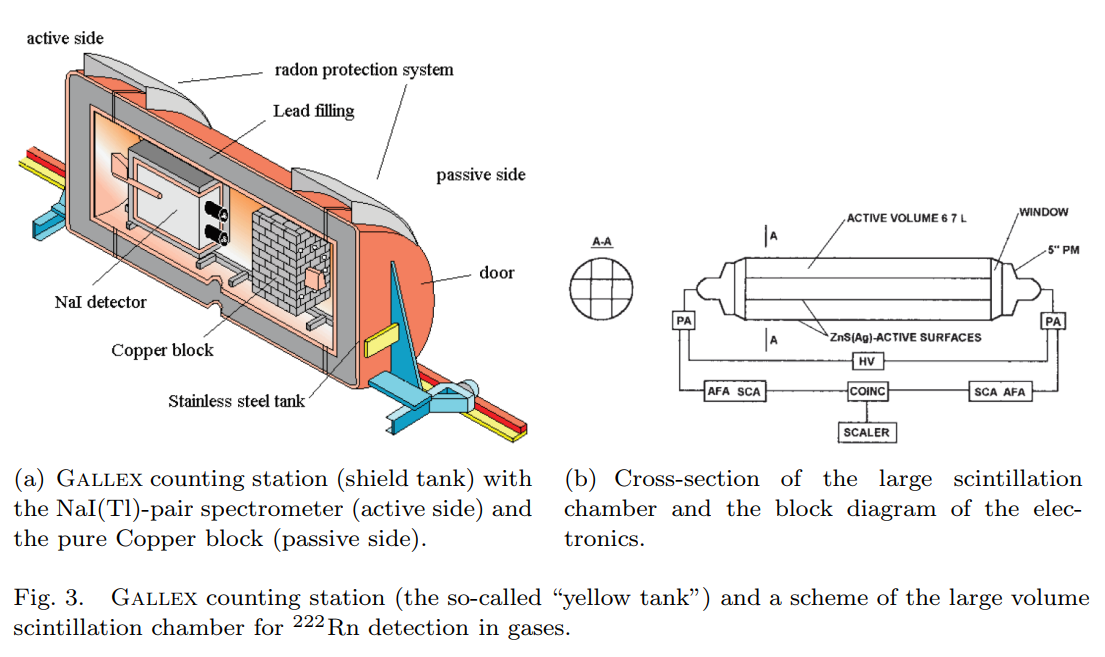 active side
radon protection system
Lead filling
passive side
door
NaI detector
Copper block
Stainless steel tank
A-A
A
ACTIVE VOLUME 6 7 L
WINDOW
5" PM
PA
PA
A
ZnS(Ag)-ACTIVE SURFACES
HV
AFA SCA
COINC
SCA AFA
SCALER
(a) GALLEX counting station (shield tank) with
the NaI(Tl)-pair spectrometer (active side) and
the pure Copper block (passive side).
(b) Cross-section of the large scintillation
chamber and the block diagram of the elec-
tronics.
Fig. 3. GALLEX counting station (the so-called “yellow tank”) and a scheme of the large volume
scintillation chamber for ²²²Rn detection in gases.